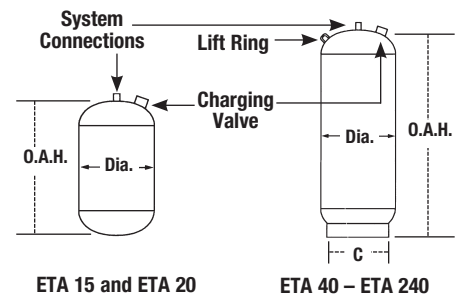 System
Connections
Lift Ring
Charging
Valve
O.A.H.
Dia.
Dia.
O.A.H.
C
ETA 15 and ETA 20
ETA 40 – ETA 240